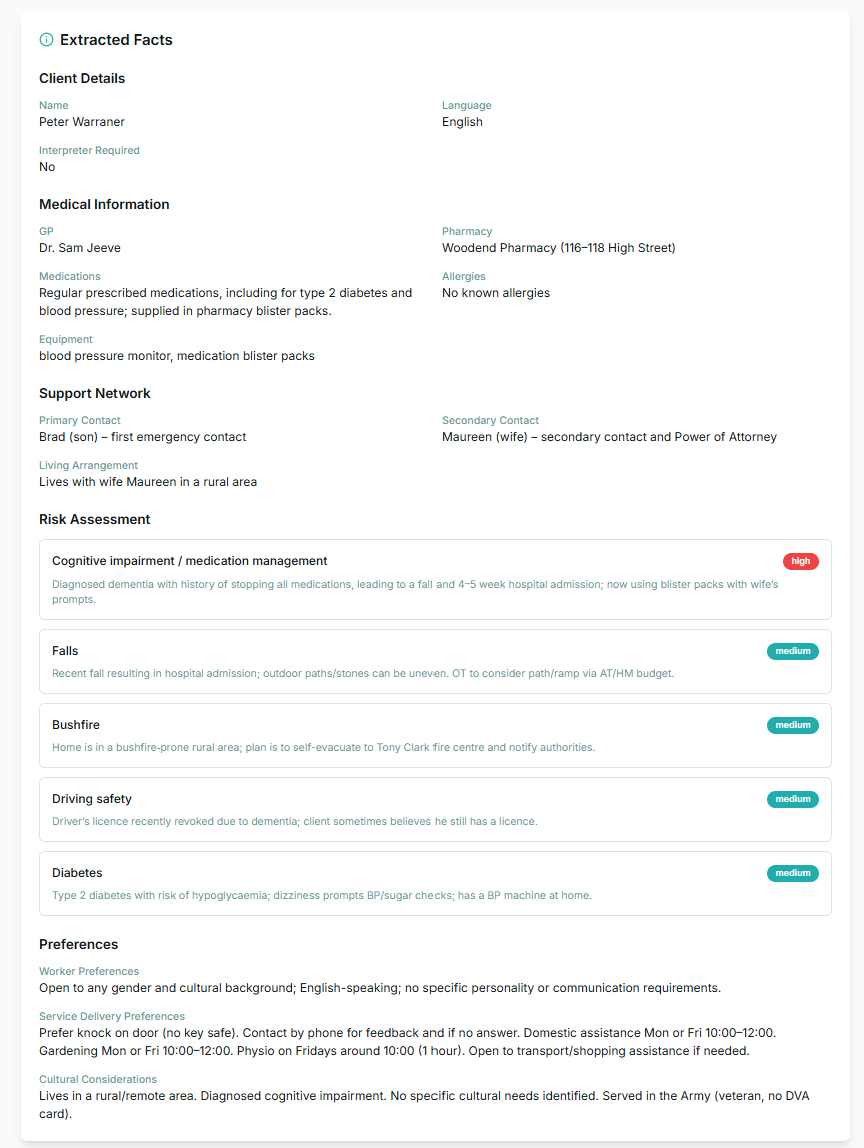 Extracted Facts
Client Details
Name
Peter Warraner
Language
English
Interpreter Required
No
Medical Information
GP
Dr. Sam Jeeve
Pharmacy
Woodend Pharmacy (116–118 High Street)
Medications
Regular prescribed medications, including for type 2 diabetes and
blood pressure; supplied in pharmacy blister packs.
Allergies
No known allergies
Equipment
blood pressure monitor, medication blister packs
Support Network
Primary Contact
Brad (son) – first emergency contact
Secondary Contact
Maureen (wife) – secondary contact and Power of Attorney
Living Arrangement
Lives with wife Maureen in a rural area
Risk Assessment
Cognitive impairment / medication management
high
Diagnosed dementia with history of stopping all medications, leading to a fall and 4–5 week hospital admission; now using blister packs with wife's
prompts.
Falls
medium
Recent fall resulting in hospital admission; outdoor paths/stones can be uneven. OT to consider path/ramp via AT/HM budget.
Bushfire
medium
Home is in a bushfire-prone rural area; plan is to self-evacuate to Tony Clark fire centre and notify authorities.
Driving safety
medium
Driver's licence recently revoked due to dementia; client sometimes believes he still has a licence.
Diabetes
medium
Type 2 diabetes with risk of hypoglycaemia; dizziness prompts BP/sugar checks; has a BP machine at home.
Preferences
Worker Preferences
Open to any gender and cultural background; English-speaking; no specific personality or communication requirements.
Service Delivery Preferences
Prefer knock on door (no key safe). Contact by phone for feedback and if no answer. Domestic assistance Mon or Fri 10:00–12:00.
Gardening Mon or Fri 10:00–12:00. Physio on Fridays around 10:00 (1 hour). Open to transport/shopping assistance if needed.
Cultural Considerations
Lives in a rural/remote area. Diagnosed cognitive impairment. No specific cultural needs identified. Served in the Army (veteran, no DVA
card).